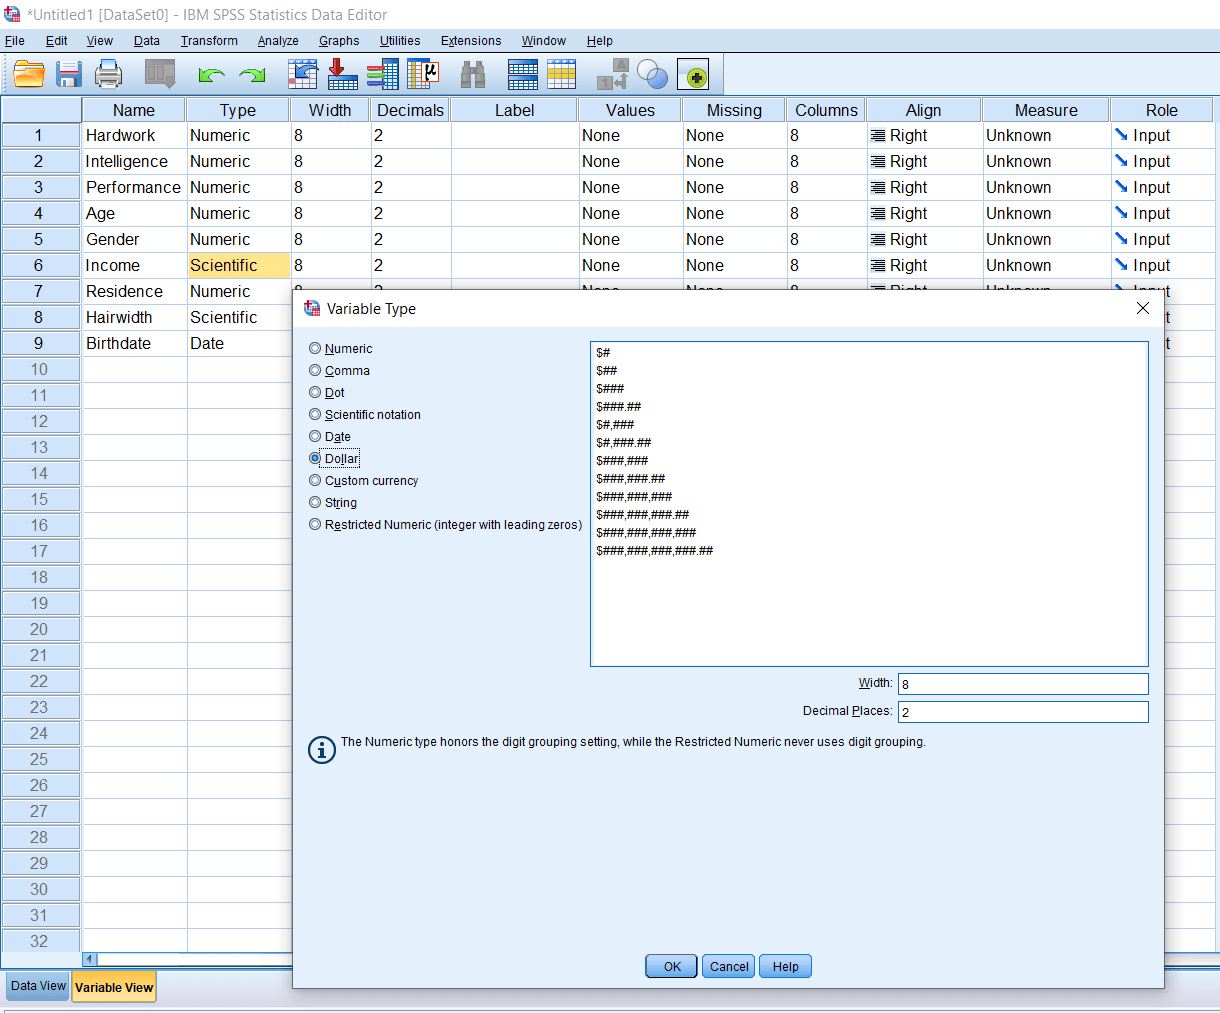 *Untitled1 [DataSet0] - IBM SPSS Statistics Data Editor
File Edit View Data Transform Analyze Graphs Utilities Extensions Window Help
Name Type Width Decimals Label Values Missing Columns Align Measure Role
1 Hardwork Numeric 8 2 None None 8 Right Unknown Input
2 Intelligence Numeric 8 2 None None 8 Right Unknown Input
3 Performance Numeric 8 2 None None 8 Right Unknown Input
4 Age Numeric 8 2 None None 8 Right Unknown Input
5 Gender Numeric 8 2 None None 8 Right Unknown Input
6 Income Scientific 8 2 None None 8 Right Unknown Input
7 Residence Numeric
8 Hairwidth Scientific
9 Birthdate Date
10
11
12
13
14
15
16
17
18
19
20
21
22
23
24
25
26
27
28
29
30
31
32
Variable Type
Numeric
Comma
Dot
Scientific notation
Date
Dollar
Custom currency
String
Restricted Numeric (integer with leading zeros)
$#
$##
$###
$###.##
$#,###
$#,###.##
$###,###
$###,###.##
$###,###,###
$###,###,###.##
$###,###,###,###
$###,###,###,###.##
Width: 8
Decimal Places: 2
The Numeric type honors the digit grouping setting, while the Restricted Numeric never uses digit grouping.
OK Cancel Help
Data View Variable View